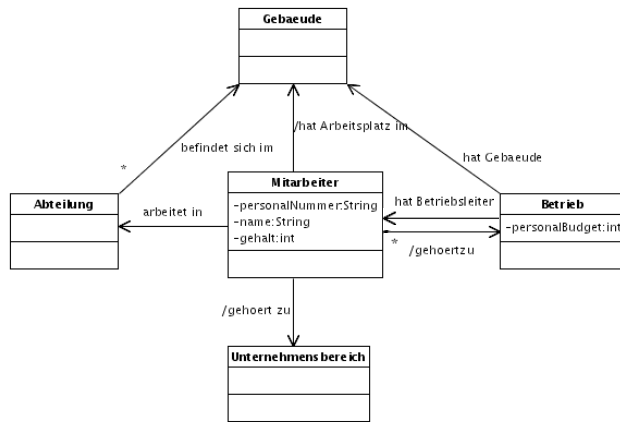 Gebaeude
/hat Arbeitsplatz im
befindet sich im
hat Gebaeude
*
Mitarbeiter
-personalNummer:String
-name:String
-gehalt:int
Abteilung
arbeitet in
hat Betriebsleiter
Betrieb
-personalBudget:int
*
/gehoertzu
/gehoert zu
Unternehmensbereich